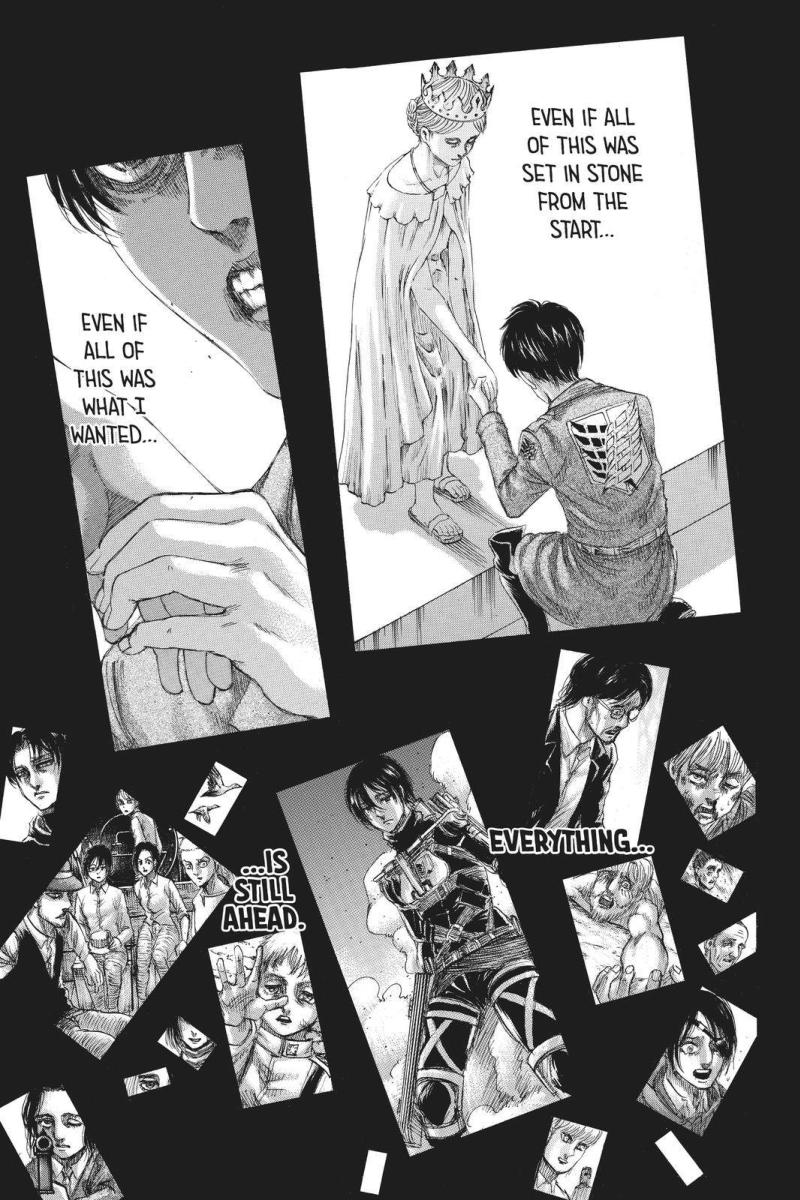 EVEN IF ALL
OF THIS WAS
SET IN STONE
FROM THE
START...
EVEN IF
ALL OF
THIS WAS
WHAT I
WANTED...
EVERYTHING...
...IS
STILL
AHEAD.